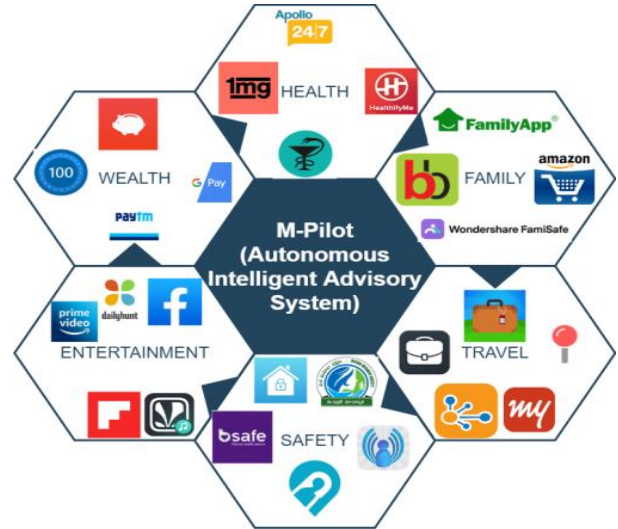 Apollo
24|7
1mg
HEALTH
HealthifyMe
FamilyApp®
100
WEALTH
G Pay
bb
FAMILY
amazon
Paytm
Wondershare FamiSafe
M-Pilot
(Autonomous
Intelligent Advisory
System)
prime
video
dailyhunt
f
ENTERTAINMENT
TRAVEL
my
bsafe
SAFETY